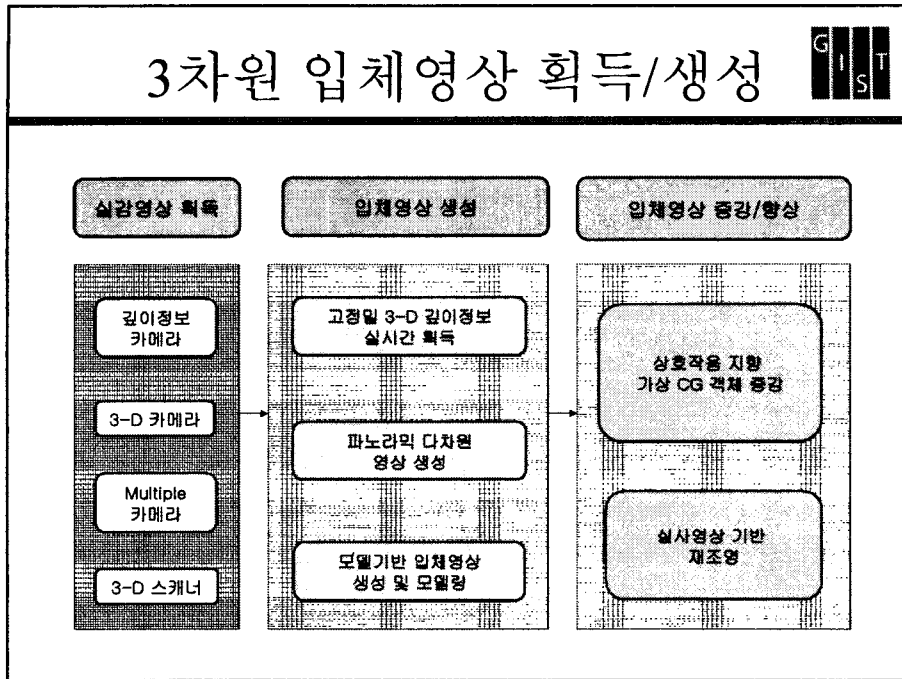 3차원 입체영상 획득/생성
GIST
실감영상 획득
입체영상 생성
입체영상 증강/향상
깊이정보
카메라
3-D 카메라
Multiple
카메라
3-D 스캐너
고정밀 3-D 깊이정보
실시간 획득
파노라믹 다차원
영상 생성
모델기반 입체영상
생성 및 모델링
상호작용 지향
가상 CG 객체 증강
실사영상 기반
재조명